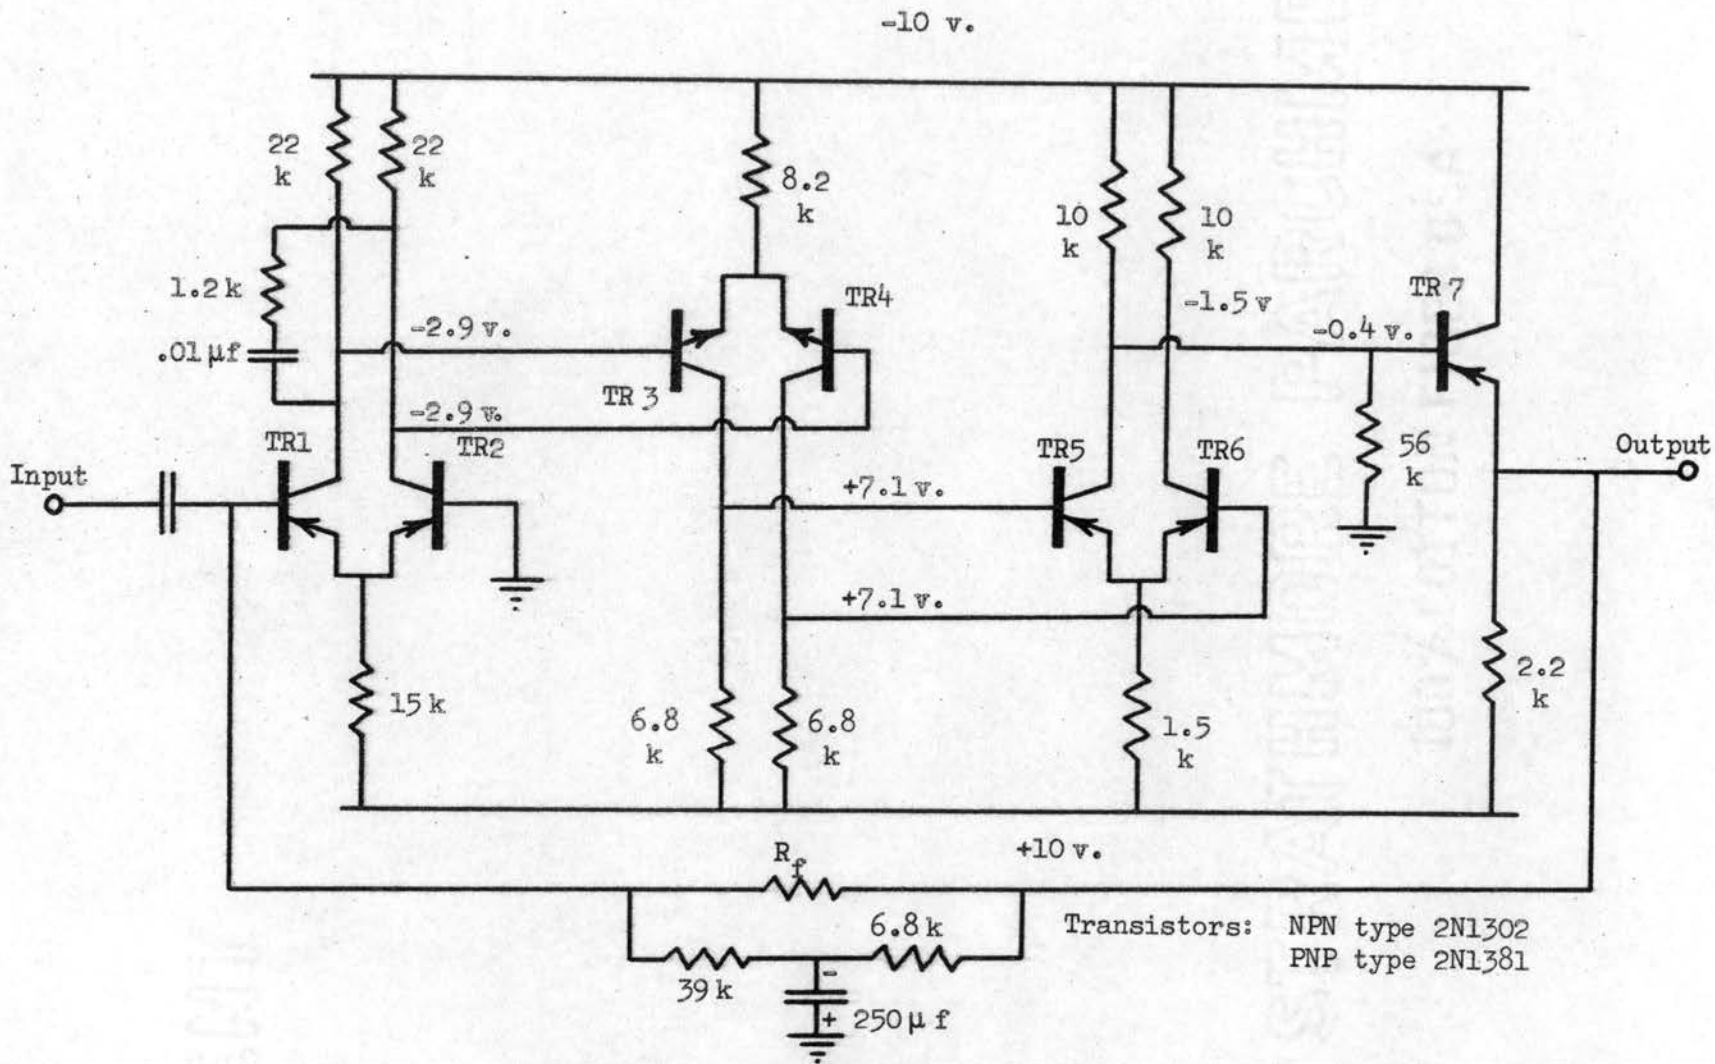 -10 v.
22
k
22
k
8.2
k
10
k
10
k
1.2 k
TR4
-1.5 v
TR 7
-2.9 v.
-0.4 v.
.01 μf
TR 3
-2.9 v.
56
k
TR1
TR2
TR5
TR6
Input
Output
+7.1 v.
+7.1 v.
15 k
6.8
k
6.8
k
1.5
k
2.2
k
+10 v.
R_f
6.8 k
39 k
-
+
250 μ f
Transistors: NPN type 2N1302
PNP type 2N1381